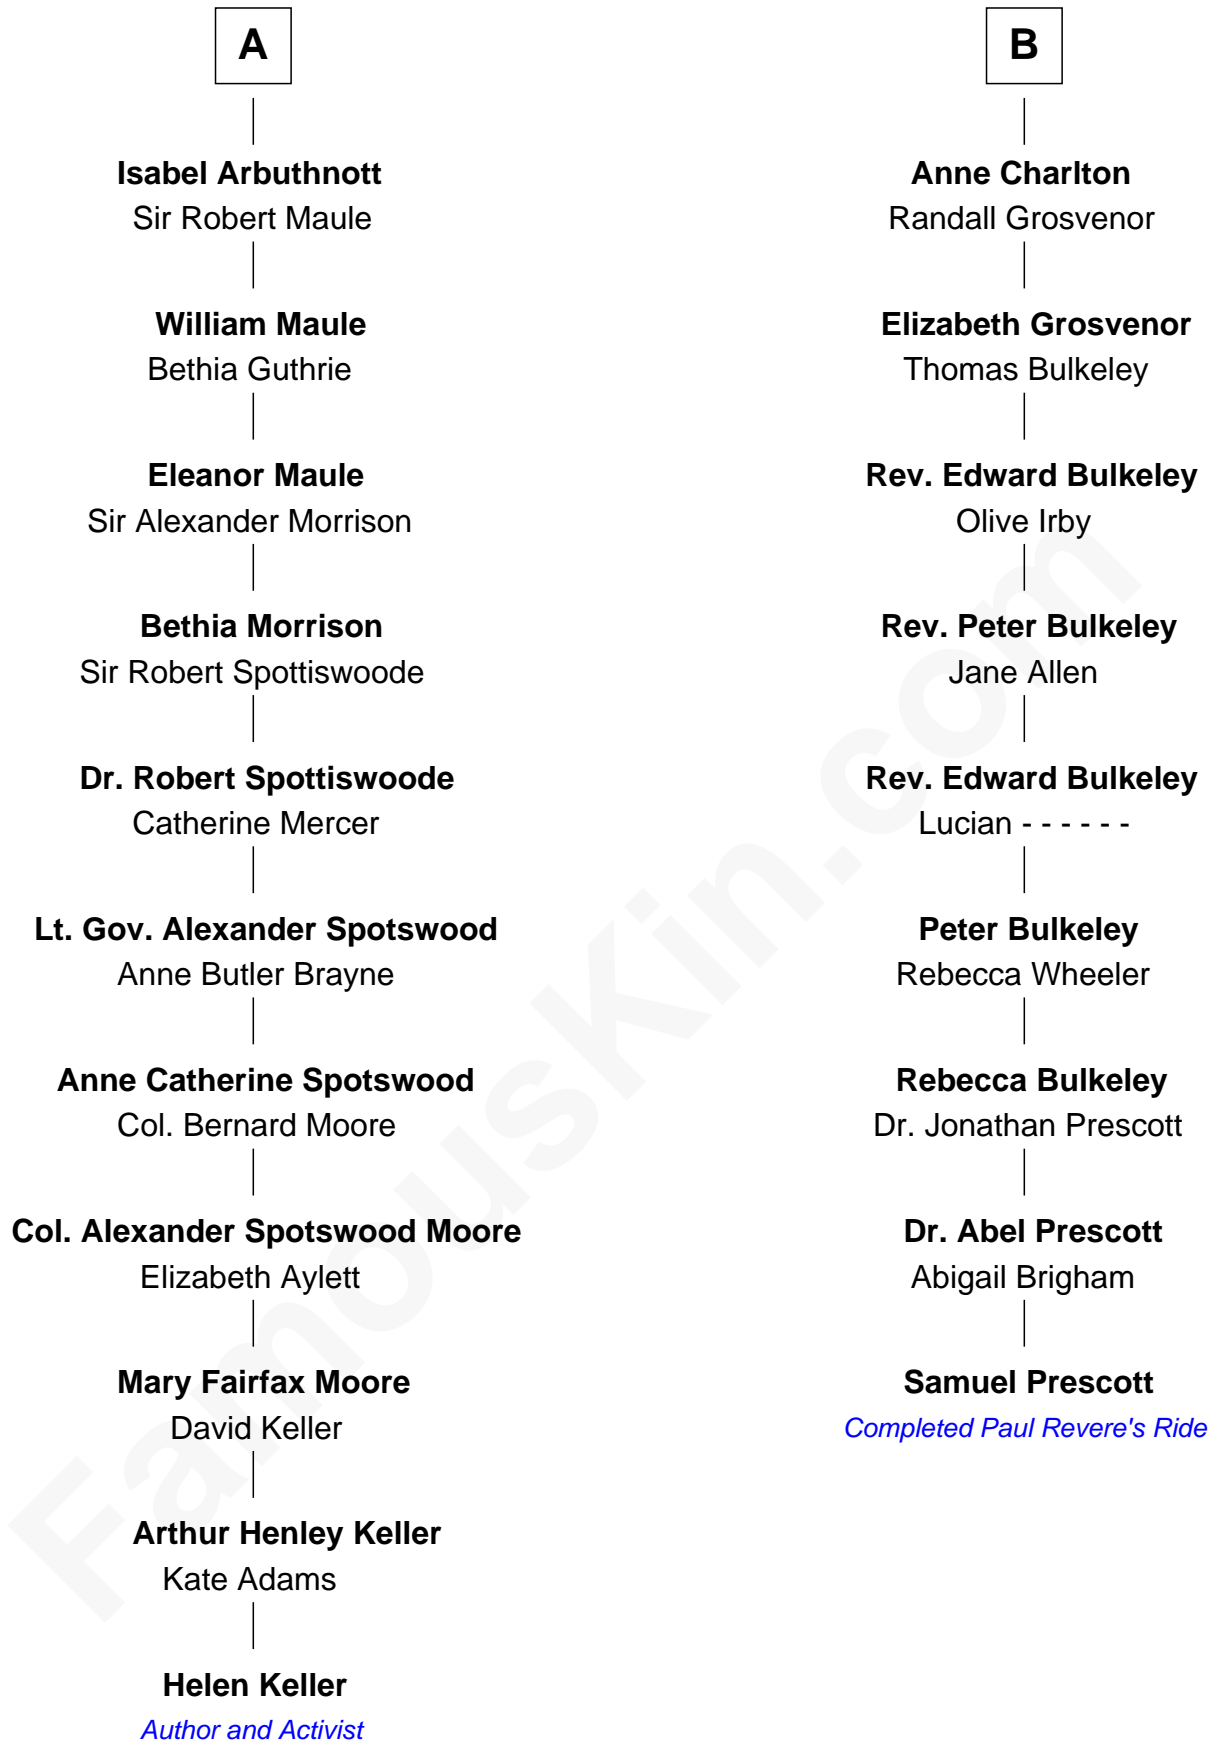 A
Isabel Arbuthnott
Sir Robert Maule
William Maule
Bethia Guthrie
Eleanor Maule
Sir Alexander Morrison
Bethia Morrison
Sir Robert Spottiswoode
Dr. Robert Spottiswoode
Catherine Mercer
Lt. Gov. Alexander Spotswood
Anne Butler Brayne
Anne Catherine Spotswood
Col. Bernard Moore
Col. Alexander Spotswood Moore
Elizabeth Aylett
Mary Fairfax Moore
David Keller
Arthur Henley Keller
Kate Adams
Helen Keller
Author and Activist
B
Anne Charlton
Randall Grosvenor
Elizabeth Grosvenor
Thomas Bulkeley
Rev. Edward Bulkeley
Olive Irby
Rev. Peter Bulkeley
Jane Allen
Rev. Edward Bulkeley
Lucian - - - - - -
Peter Bulkeley
Rebecca Wheeler
Rebecca Bulkeley
Dr. Jonathan Prescott
Dr. Abel Prescott
Abigail Brigham
Samuel Prescott
Completed Paul Revere's Ride
FamousKin.com